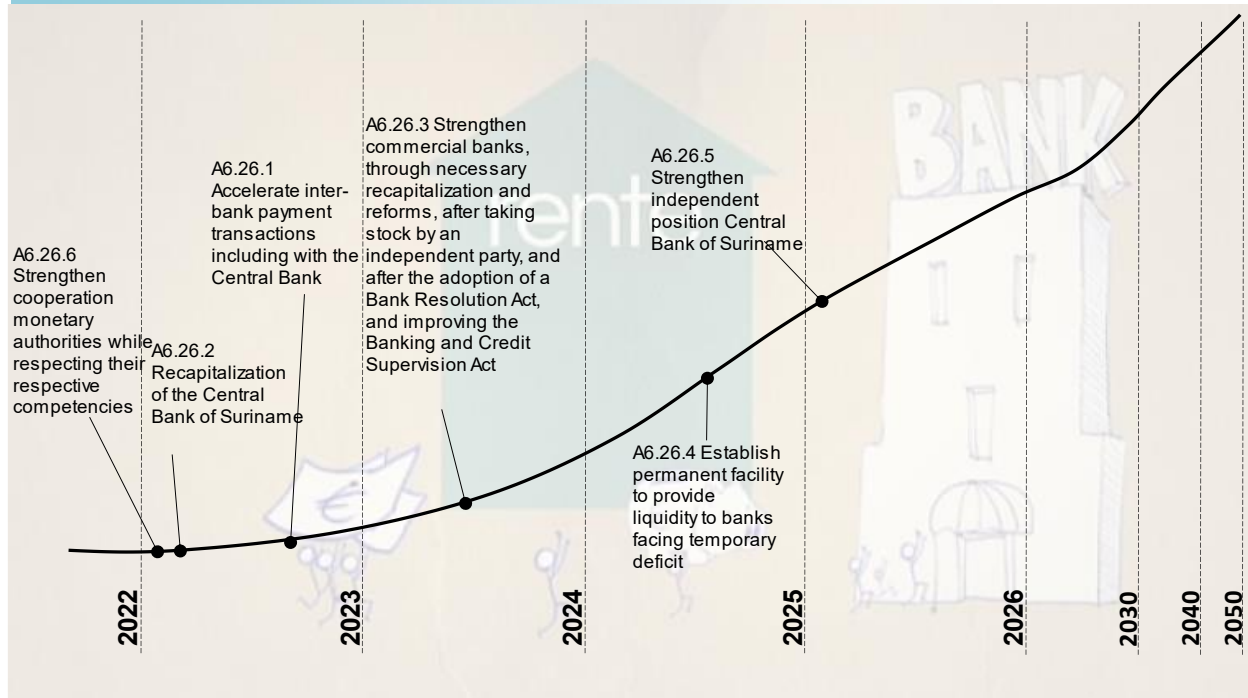 A6.26.6
Strengthen
cooperation
monetary
authorities while
respecting their
respective
competencies
A6.26.2
Recapitalization
of the Central
Bank of Suriname
A6.26.1
Accelerate inter-
bank payment
transactions
including with the
Central Bank
A6.26.3 Strengthen
commercial banks,
through necessary
recapitalization and
reforms, after taking
stock by an
independent party, and
after the adoption of a
Bank Resolution Act,
and improving the
Banking and Credit
Supervision Act
rente
A6.26.5
Strengthen
independent
position Central
Bank of Suriname
A6.26.4 Establish
permanent facility
to provide
liquidity to banks
facing temporary
deficit
BANK
€
2022
2023
2024
2025
2026
2030
2040
2050